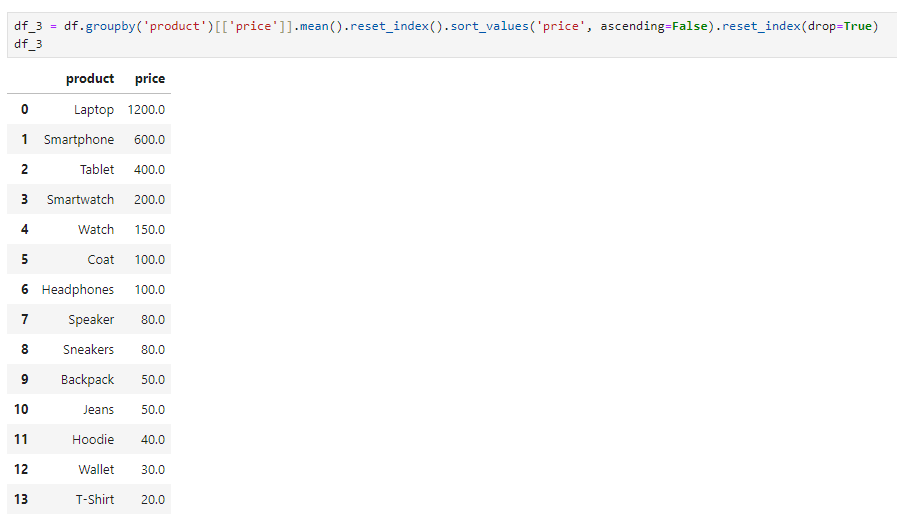 df_3 = df.groupby('product')[['price']].mean().reset_index().sort_values('price', ascending=False).reset_index(drop=True)
df_3
product price
0 Laptop 1200.0
1 Smartphone 600.0
2 Tablet 400.0
3 Smartwatch 200.0
4 Watch 150.0
5 Coat 100.0
6 Headphones 100.0
7 Speaker 80.0
8 Sneakers 80.0
9 Backpack 50.0
10 Jeans 50.0
11 Hoodie 40.0
12 Wallet 30.0
13 T-Shirt 20.0